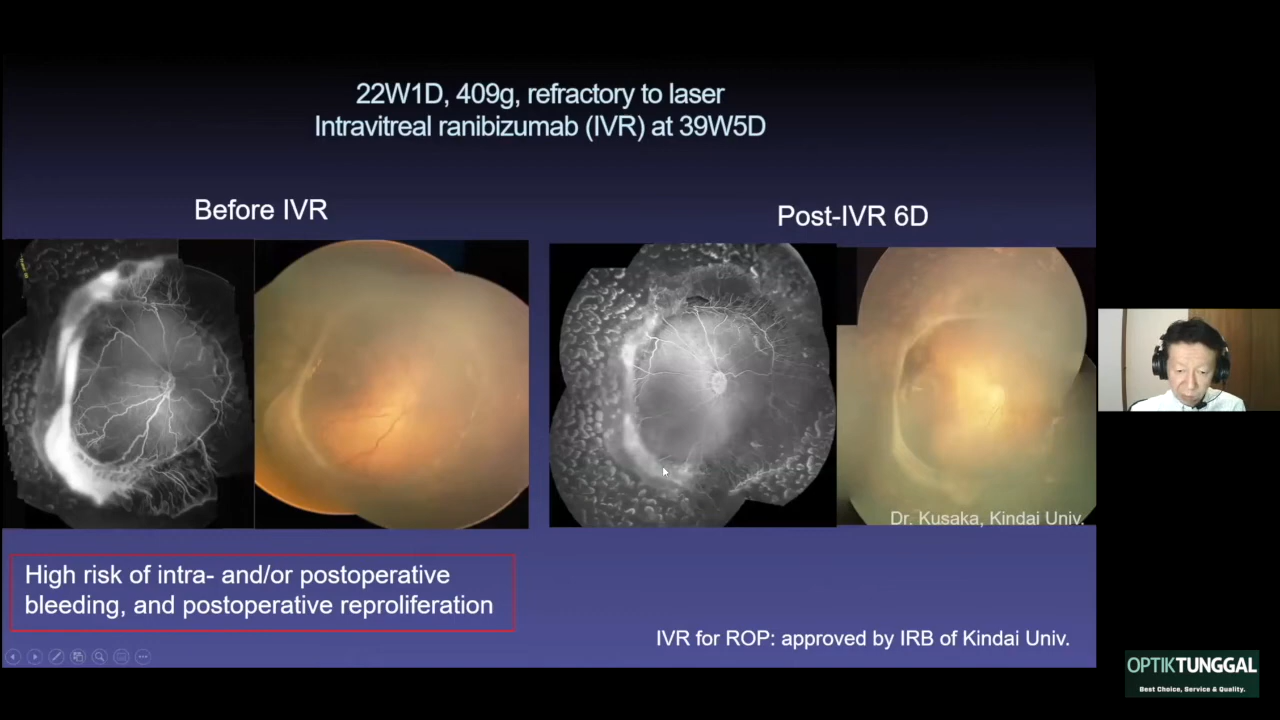 22W1D, 409g, refractory to laser
Intravitreal ranibizumab (IVR) at 39W5D
Before IVR
Post-IVR 6D
Dr. Kusaka, Kindai Univ.
High risk of intra- and/or postoperative
bleeding, and postoperative reproliferation
IVR for ROP: approved by IRB of Kindai Univ.
OPTIKTUNGGAL
Best Choice, Service & Quality.